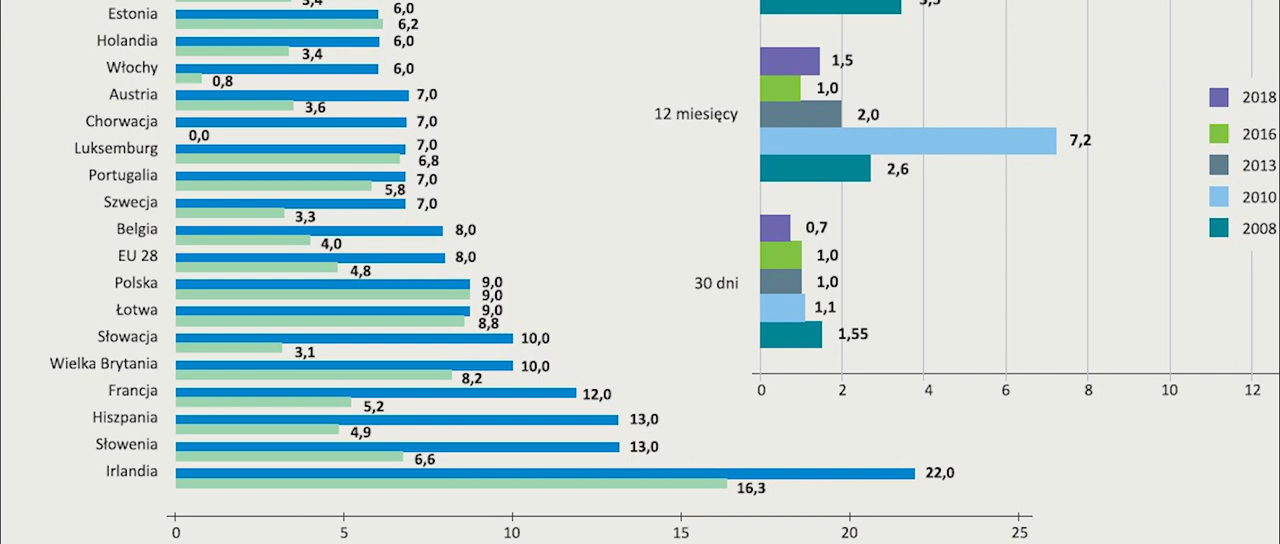 3,4
Estonia 6,0
6,2
Holandia 6,0
3,4
Włochy 6,0
0,8
Austria 7,0
3,6
Chorwacja 7,0
0,0
Luksemburg 7,0
6,8
Portugalia 7,0
5,8
Szwecja 7,0
3,3
Belgia 8,0
4,0
EU 28 8,0
4,8
Polska 9,0
9,0
Łotwa 9,0
8,8
Słowacja 10,0
3,1
Wielka Brytania 10,0
8,2
Francja 12,0
5,2
Hiszpania 13,0
4,9
Słowenia 13,0
6,6
Irlandia 22,0
16,3
0 5 10 15 20 25
3,5
12 miesięcy
1,5
1,0
2,0
7,2
2,6
30 dni
0,7
1,0
1,0
1,1
1,55
0 2 4 6 8 10 12
2018
2016
2013
2010
2008